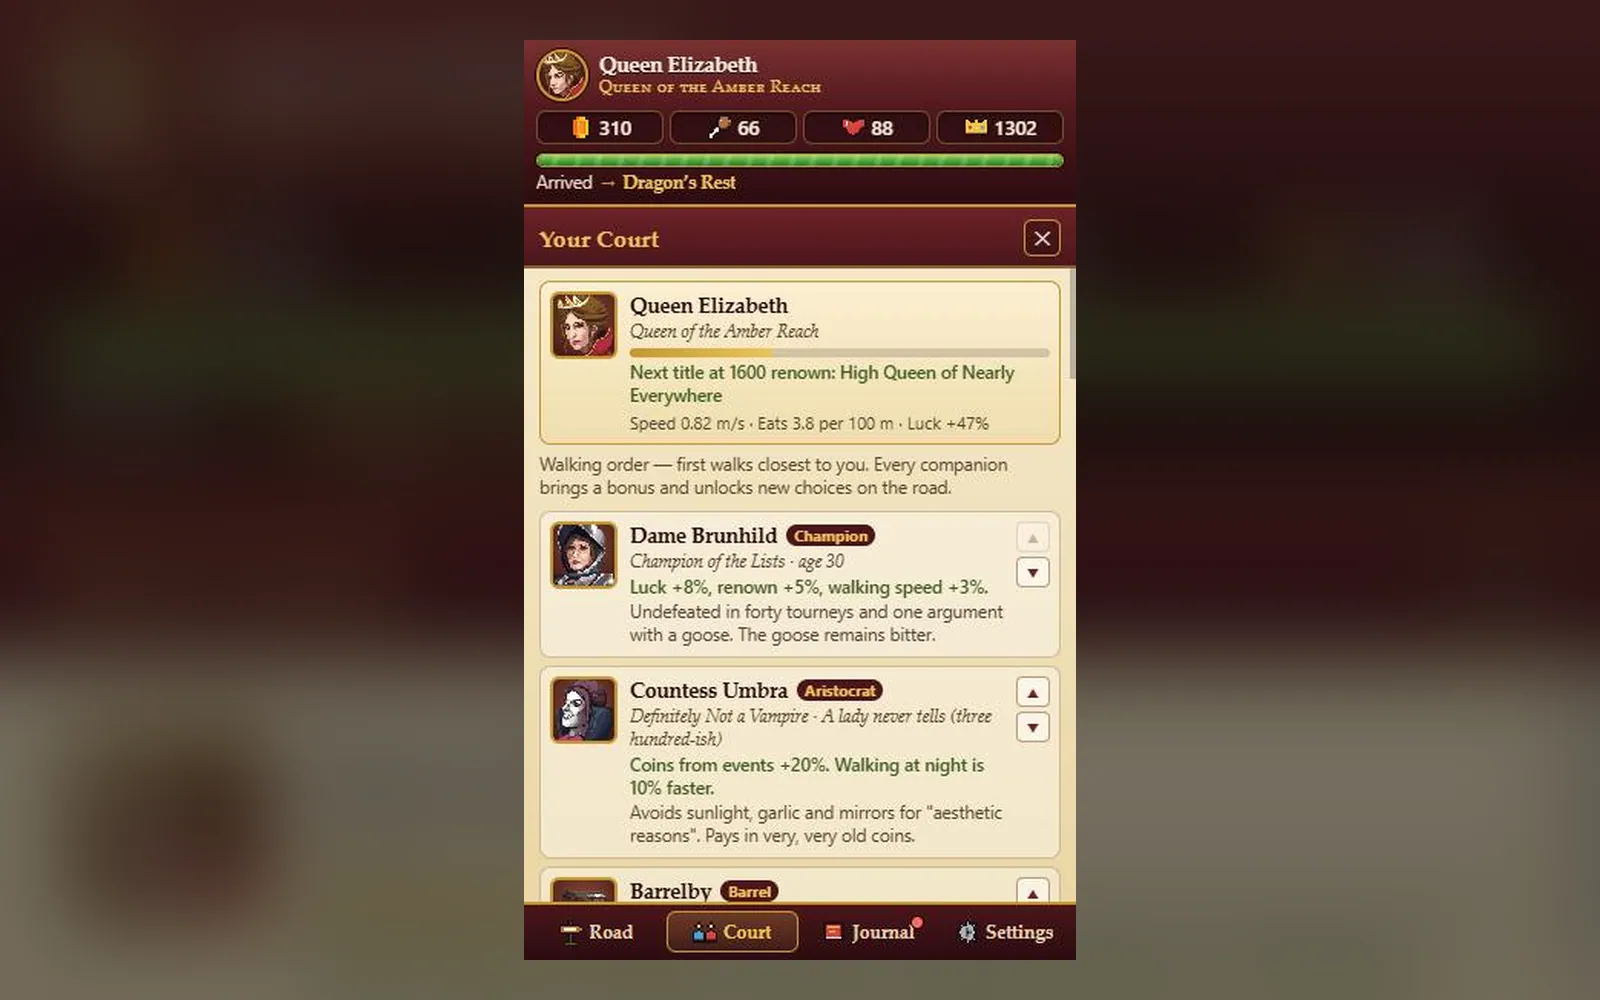 Queen Elizabeth
Queen of the Amber Reach
310 66 88 1302
Arrived → Dragon's Rest
Your Court
Queen Elizabeth
Queen of the Amber Reach
Next title at 1600 renown: High Queen of Nearly
Everywhere
Speed 0.82 m/s · Eats 3.8 per 100 m · Luck +47%
Walking order — first walks closest to you. Every companion
brings a bonus and unlocks new choices on the road.
Dame Brunhild Champion
Champion of the Lists · age 30
Luck +8%, renown +5%, walking speed +3%.
Undefeated in forty tourneys and one argument
with a goose. The goose remains bitter.
Countess Umbra Aristocrat
Definitely Not a Vampire · A lady never tells (three
hundred-ish)
Coins from events +20%. Walking at night is
10% faster.
Avoids sunlight, garlic and mirrors for "aesthetic
reasons". Pays in very, very old coins.
Barrelby Barrel
Road Court Journal Settings